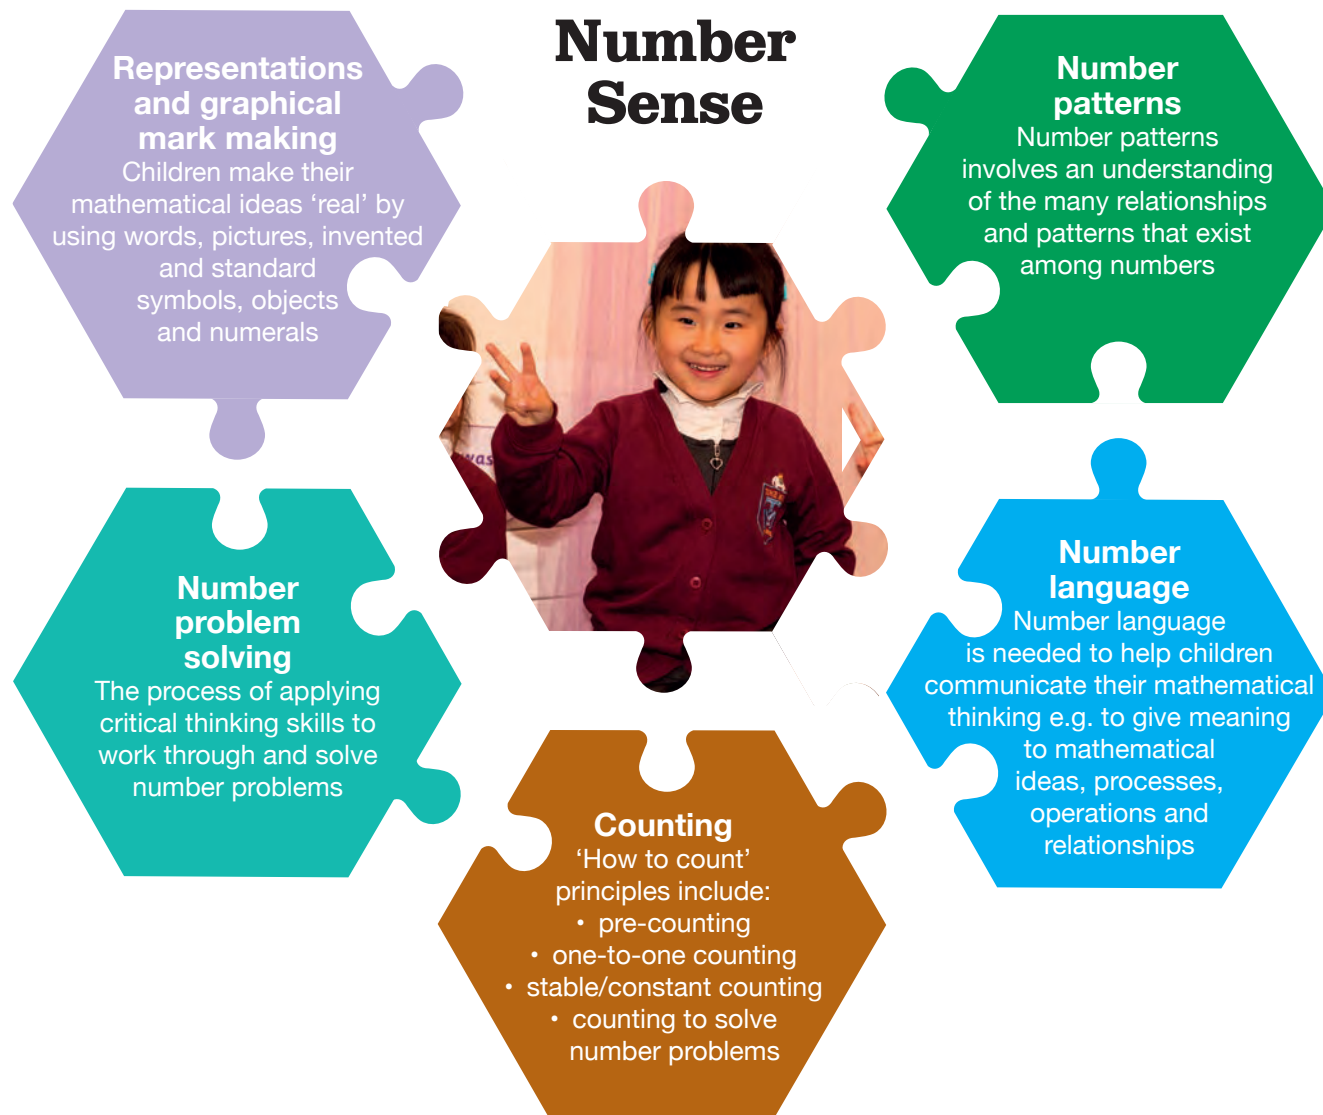 Number
Sense
Representations
and graphical
mark making
Children make their
mathematical ideas ‘real’ by
using words, pictures, invented
and standard
symbols, objects
and numerals
Number
patterns
Number patterns
involves an understanding
of the many relationships
and patterns that exist
among numbers
was
Number
problem
solving
The process of applying
critical thinking skills to
work through and solve
number problems
Number
language
Number language
is needed to help children
communicate their mathematical
thinking e.g. to give meaning
to mathematical
ideas, processes,
operations and
relationships
Counting
‘How to count’
principles include:
• pre-counting
• one-to-one counting
• stable/constant counting
• counting to solve
number problems